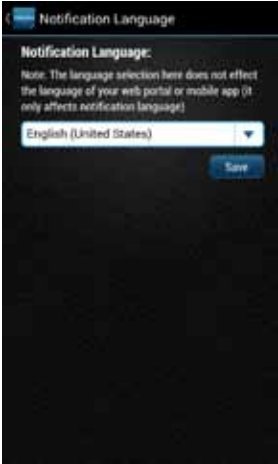 Notification Language
Notification Language:
Note: The language selection here does not effect
the language of your web portal or mobile app (it
only affects notification language)
English (United States)
Save